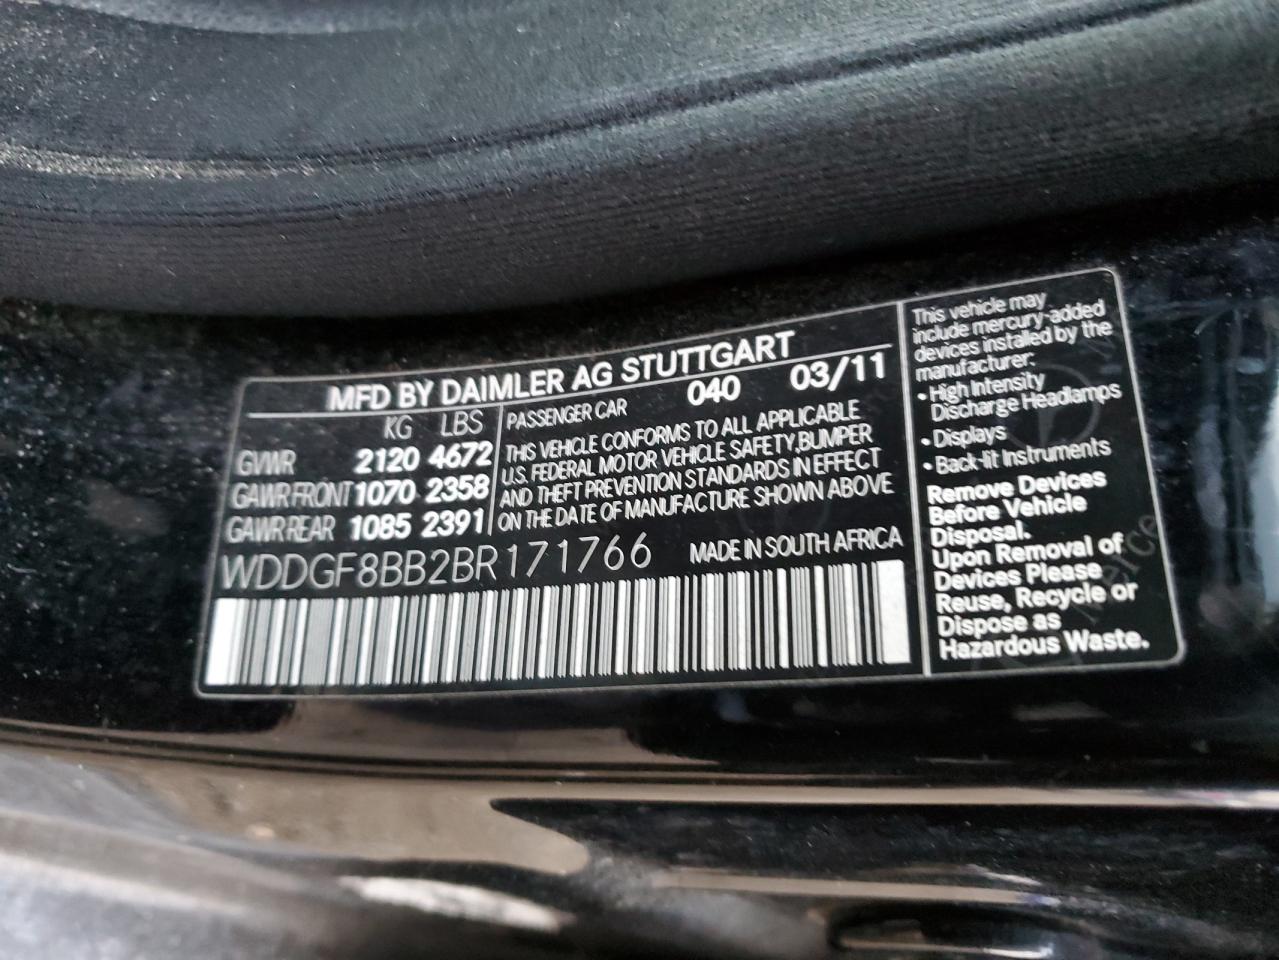 MFD BY DAIMLER AG STUTTGART
KG LBS
GVWR 2120 4672
GAWR FRONT 1070 2358
GAWR REAR 1085 2391
PASSENGER CAR 040 03/11
THIS VEHICLE CONFORMS TO ALL APPLICABLE
U.S. FEDERAL MOTOR VEHICLE SAFETY,BUMPER
AND THEFT PREVENTION STANDARDS IN EFFECT
ON THE DATE OF MANUFACTURE SHOWN ABOVE
WDDGF8BB2BR171766 MADE IN SOUTH AFRICA
This vehicle may
include mercury-added
devices installed by the
manufacturer:
• High Intensity
Discharge Headlamps
• Displays
• Back-lit Instruments
Remove Devices
Before Vehicle
Disposal.
Upon Removal of
Devices Please
Reuse, Recycle or
Dispose as
Hazardous Waste.